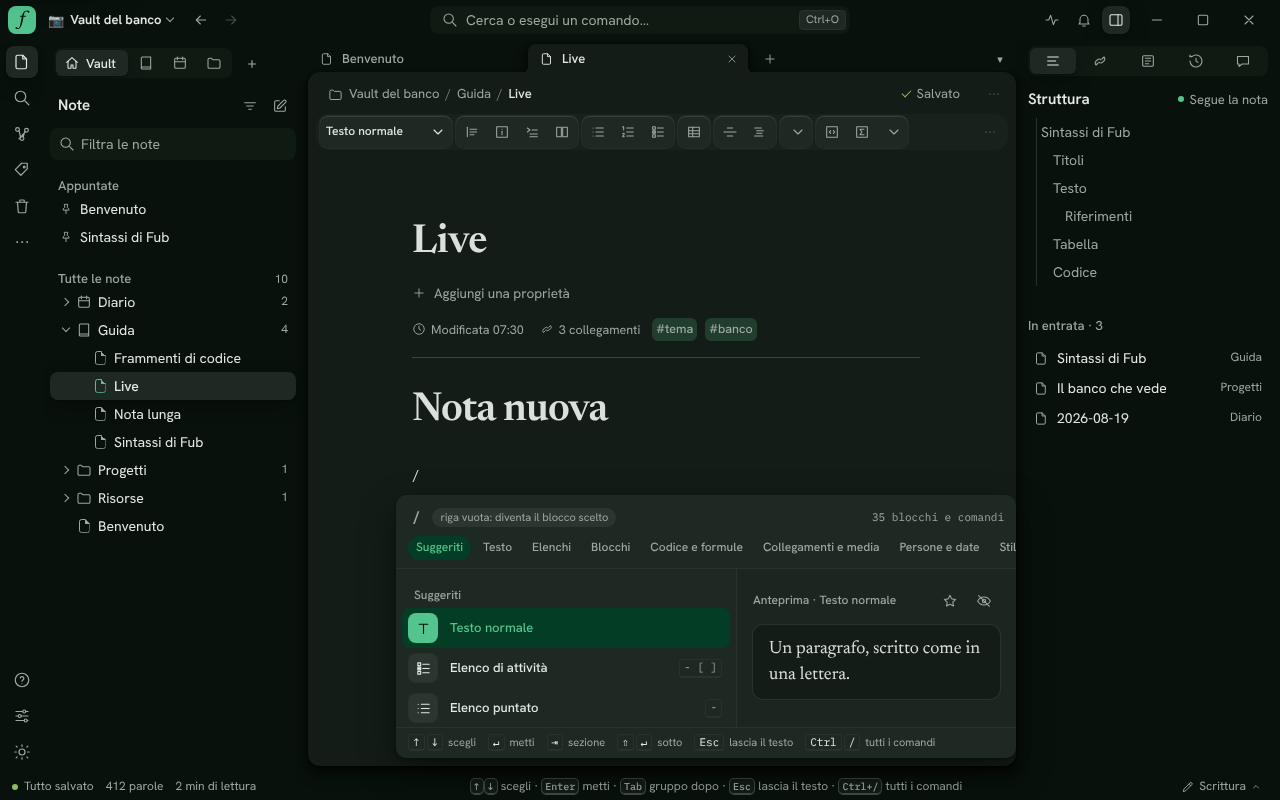 Vault del banco
Cerca o esegui un comando…
Ctrl+O
Vault
Note
Filtra le note
Appuntate
Benvenuto
Sintassi di Fub
Tutte le note 10
Diario 2
Guida 4
Frammenti di codice
Live
Nota lunga
Sintassi di Fub
Progetti 1
Risorse 1
Benvenuto
Benvenuto
Live
Vault del banco / Guida / Live
Salvato
Testo normale
Live
Aggiungi una proprietà
Modificata 07:30 3 collegamenti #tema #banco
Nota nuova
/
/ riga vuota: diventa il blocco scelto 35 blocchi e comandi
Suggeriti Testo Elenchi Blocchi Codice e formule Collegamenti e media Persone e date Stil
Suggeriti
T Testo normale
Elenco di attività - [ ]
Elenco puntato -
Anteprima · Testo normale
Un paragrafo, scritto come in
una lettera.
↑ ↓ scegli ↵ metti ⇥ sezione ⇧ ↵ sotto Esc lascia il testo Ctrl / tutti i comandi
Struttura
Segue la nota
Sintassi di Fub
Titoli
Testo
Riferimenti
Tabella
Codice
In entrata · 3
Sintassi di Fub Guida
Il banco che vede Progetti
2026-08-19 Diario
Tutto salvato 412 parole 2 min di lettura
↑ ↓ scegli · Enter metti · Tab gruppo dopo · Esc lascia il testo · Ctrl+/ tutti i comandi
Scrittura